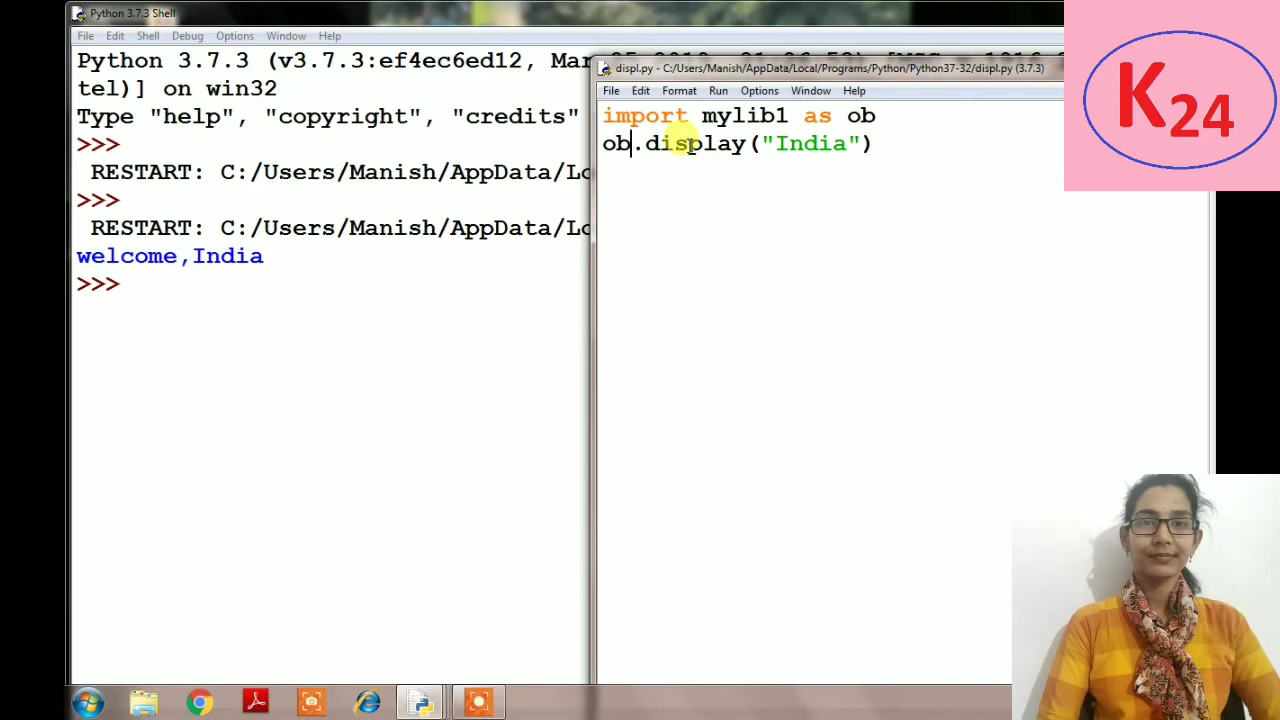 Python 3.7.3 Shell
File Edit Shell Debug Options Window Help
Python 3.7.3 (v3.7.3:ef4ec6ed12, Mar
tel)] on win32
Type "help", "copyright", "credits"
>>>
RESTART: C:/Users/Manish/AppData/Lo
>>>
RESTART: C:/Users/Manish/AppData/Lo
welcome,India
>>>
displ.py - C:/Users/Manish/AppData/Local/Programs/Python/Python37-32/displ.py (3.7.3)
File Edit Format Run Options Window Help
import mylib1 as ob
ob.display("India")
K24